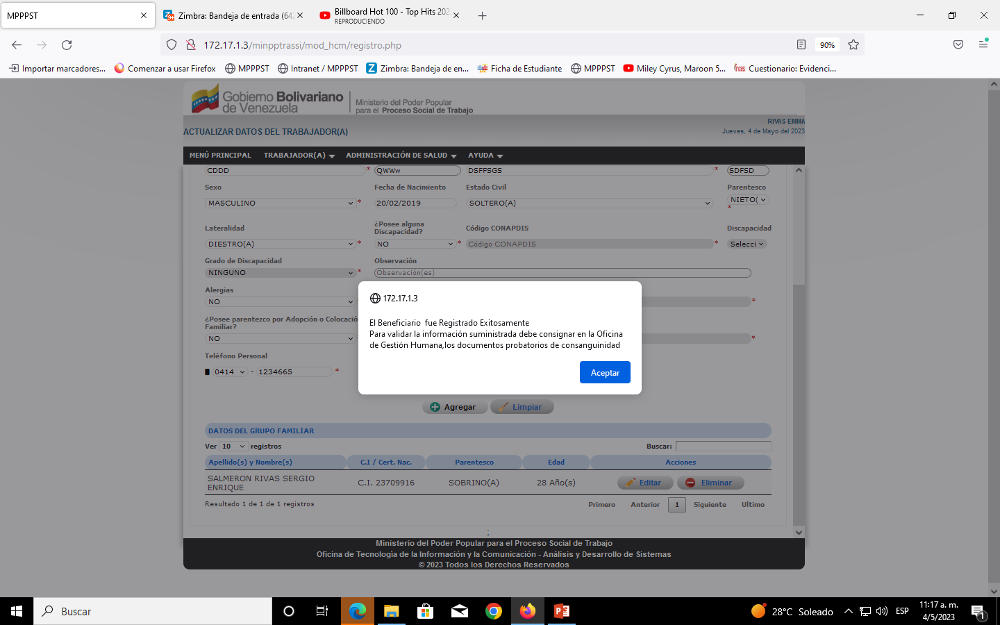 MPPPST
Zimbra: Bandeja de entrada (642
Billboard Hot 100 - Top Hits 202
REPRODUCIENDO
172.17.1.3/minpptrassi/mod_hcm/registro.php
90%
Importar marcadores...
Comenzar a usar Firefox
MPPPST
Intranet / MPPPST
Zimbra: Bandeja de en...
Ficha de Estudiante
MPPPST
Miley Cyrus, Maroon 5...
Cuestionario: Evidenci...
Gobierno Bolivariano
de Venezuela
Ministerio del Poder Popular
para el Proceso Social de Trabajo
RIVAS EMMA
ACTUALIZAR DATOS DEL TRABAJADOR(A)
Jueves, 4 de Mayo del 2023
MENÚ PRINCIPAL
TRABAJADOR(A)
ADMINISTRACIÓN DE SALUD
AYUDA
CDDD * QWWw DSFFSGS * SDFSD
Sexo
Fecha de Nacimiento
Estado Civil
Parentesco
MASCULINO *
20/02/2019
SOLTERO(A)
NIETO(
*
Lateralidad
¿Posee alguna
Discapacidad?
Código CONAPDIS
Discapacidad
DIESTRO(A) *
NO *
Código CONAPDIS *
Selecci
Grado de Discapacidad
Observación
NINGUNO *
Observación(es)
Alergias
NO
*
¿Posee parentezco por Adopción o Colocació
Familiar?
NO
*
Teléfono Personal
0414 - 1234665 *
172.17.1.3
El Beneficiario fue Registrado Exitosamente
Para validar la información suministrada debe consignar en la Oficina
de Gestión Humana,los documentos probatorios de consanguinidad
Aceptar
Agregar
Limpiar
DATOS DEL GRUPO FAMILIAR
Ver 10 registros
Buscar:
Apellido(s) y Nombre(s)
C.I / Cert. Nac.
Parentesco
Edad
Acciones
SALMERON RIVAS SERGIO
ENRIQUE
C.I. 23709916
SOBRINO(A)
28 Año(s)
Editar
Eliminar
Resultado 1 de 1 de 1 registros
Primero
Anterior
1
Siguiente
Ultimo
;
Ministerio del Poder Popular para el Proceso Social de Trabajo
Oficina de Tecnología de la Información y la Comunicación - Análisis y Desarrollo de Sistemas
© 2023 Todos los Derechos Reservados
Buscar
28°C Soleado
ESP
11:17 a. m.
4/5/2023
1